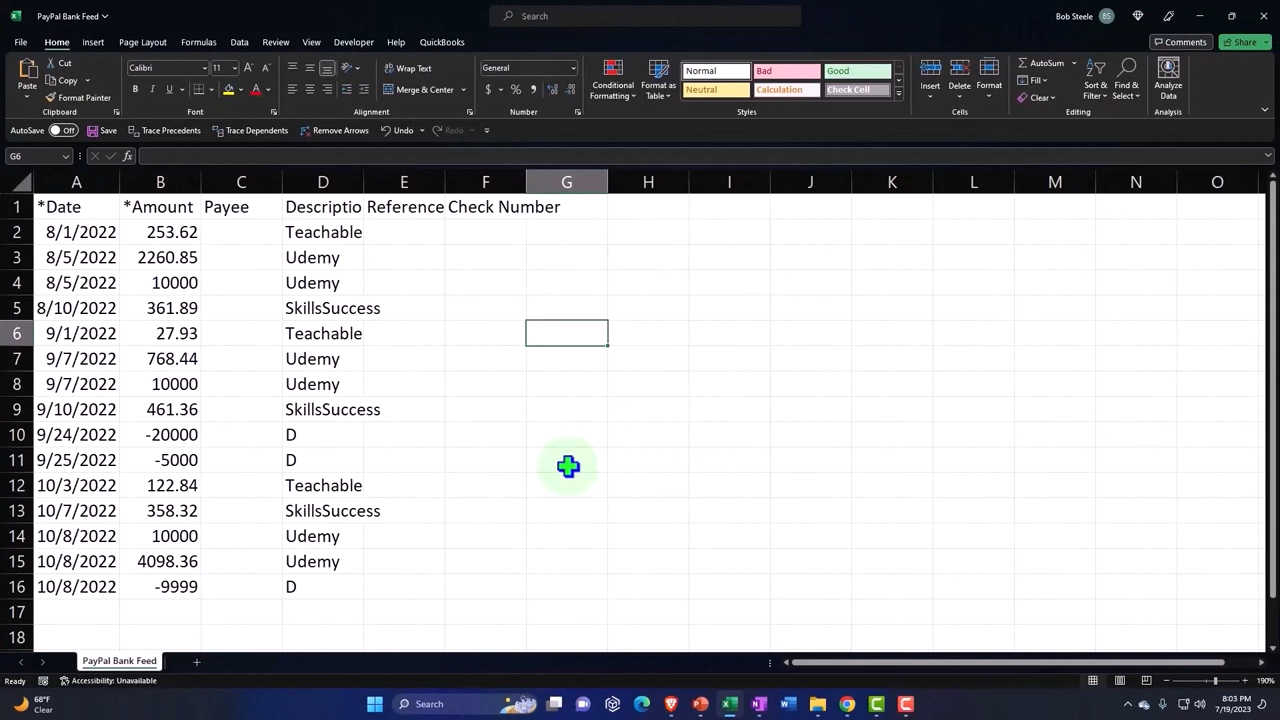 PayPal Bank Feed
Search
Bob Steele BS
File Home Insert Page Layout Formulas Data Review View Developer Help QuickBooks
Comments Share
Paste
Cut
Copy
Format Painter
Clipboard
Calibri 11
B I U
Font
Wrap Text
Merge & Center
Alignment
General
Number
Conditional Formatting
Format as Table
Normal Bad Good
Neutral Calculation Check Cell
Styles
Insert Delete Format
Cells
AutoSum
Fill
Clear
Sort & Filter
Find & Select
Editing
Analyze Data
Analysis
AutoSave Off Save Trace Precedents Trace Dependents Remove Arrows Undo Redo
G6 fx
A B C D E F G H I J K L M N O
1 *Date *Amount Payee Descriptio Reference Check Number
2 8/1/2022 253.62 Teachable
3 8/5/2022 2260.85 Udemy
4 8/5/2022 10000 Udemy
5 8/10/2022 361.89 SkillsSuccess
6 9/1/2022 27.93 Teachable
7 9/7/2022 768.44 Udemy
8 9/7/2022 10000 Udemy
9 9/10/2022 461.36 SkillsSuccess
10 9/24/2022 -20000 D
11 9/25/2022 -5000 D
12 10/3/2022 122.84 Teachable
13 10/7/2022 358.32 SkillsSuccess
14 10/8/2022 10000 Udemy
15 10/8/2022 4098.36 Udemy
16 10/8/2022 -9999 D
17
18
PayPal Bank Feed
Ready Accessibility: Unavailable 190%
68°F
Clear
Search
8:03 PM
7/19/2023